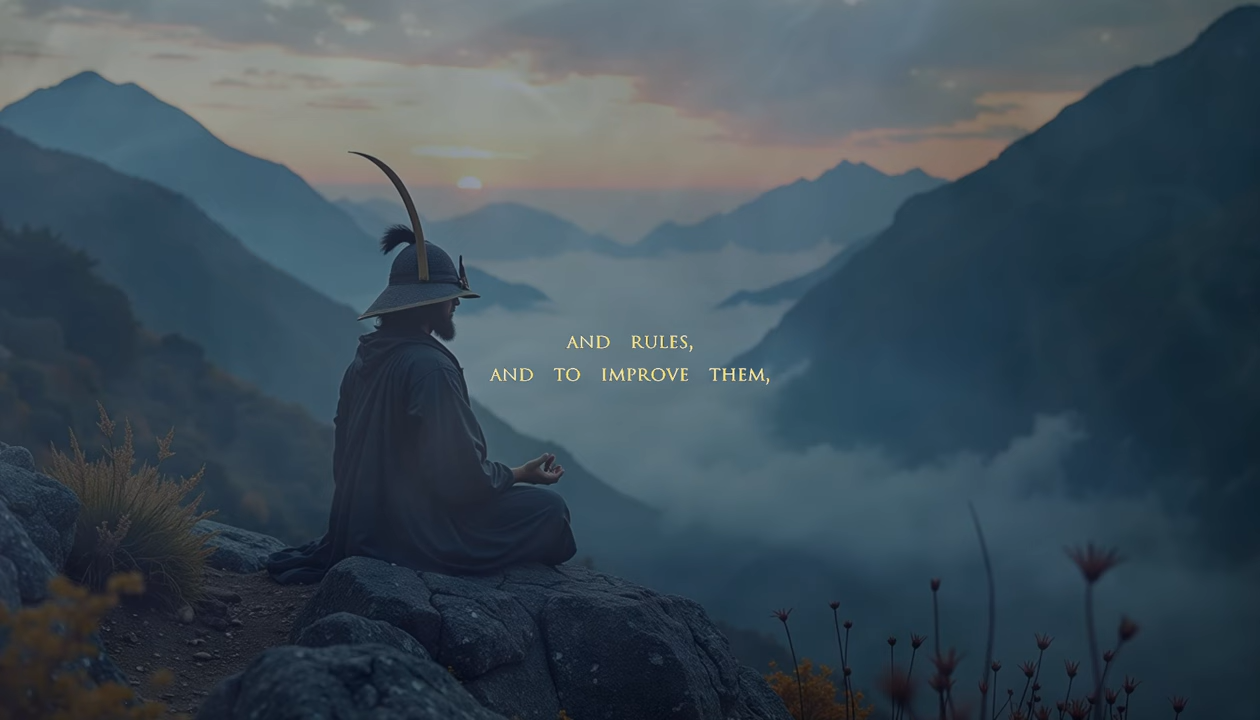 AND RULES,
AND TO IMPROVE THEM,